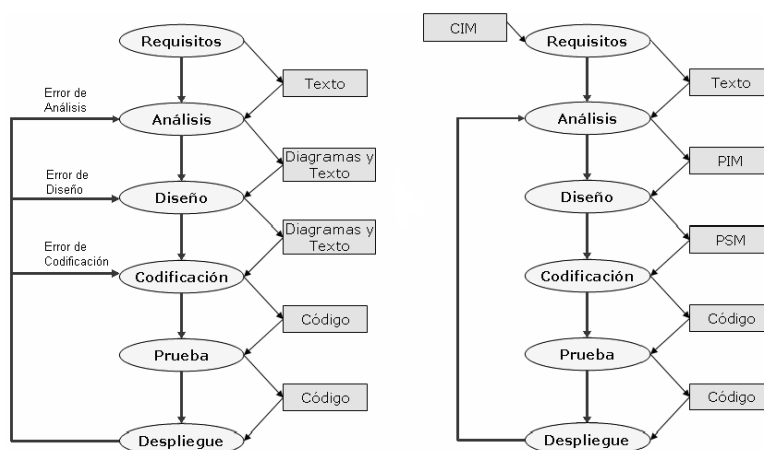 Requisitos
Texto
Error de
Análisis
Análisis
Diagramas y
Texto
Error de
Diseño
Diseño
Diagramas y
Texto
Error de
Codificación
Codificación
Código
Prueba
Código
Despliegue
CIM
Requisitos
Texto
Análisis
PIM
Diseño
PSM
Codificación
Código
Prueba
Código
Despliegue